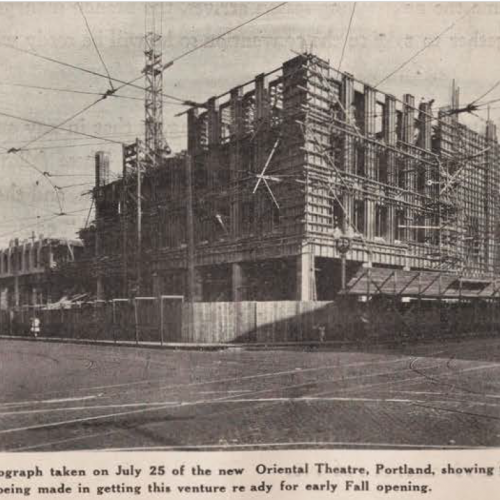 ograph taken on July 25 of the new Oriental Theatre, Portland, showing
being made in getting this venture re ady for early Fall opening.